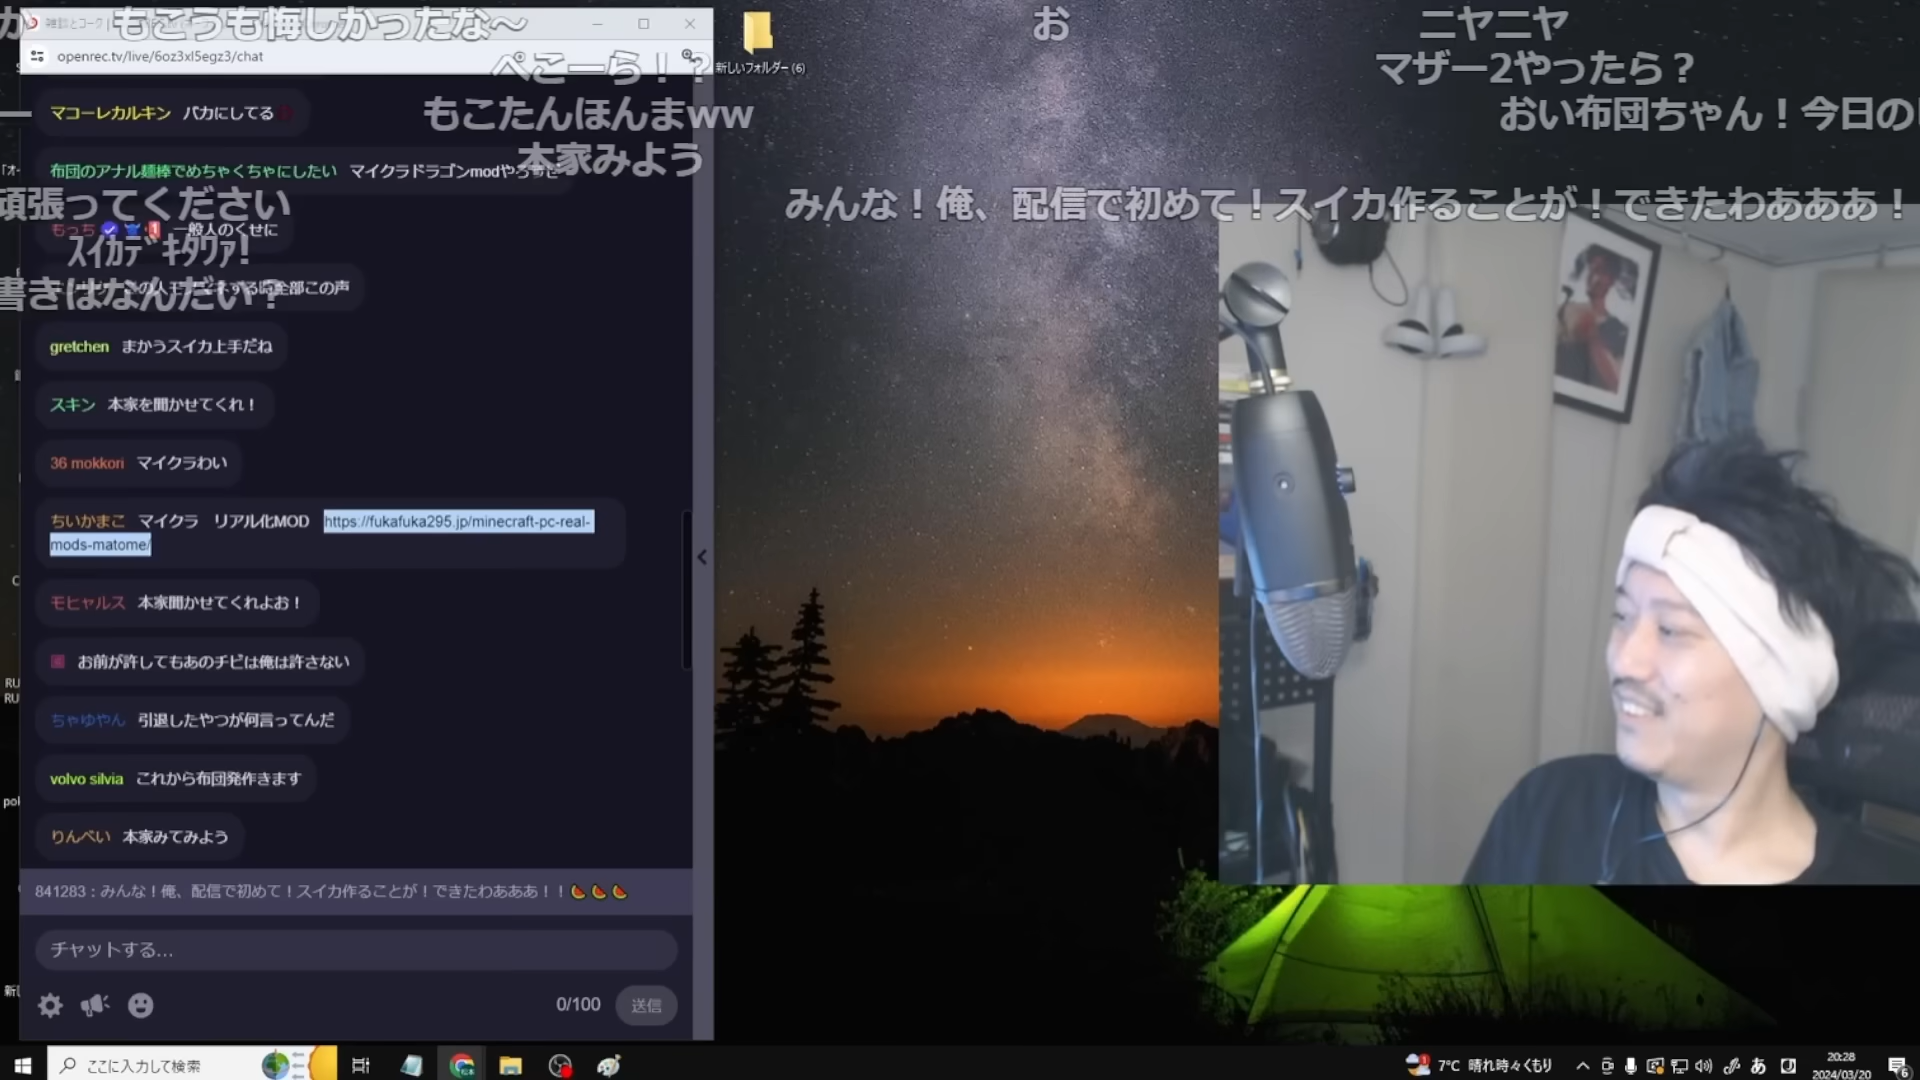 もこうも悔しかったな～
お
ニヤニヤ
openrec.tv/live/6oz3xl5egz3/chat
ぺこーら！？
新しいフォルダー (6)
マザー2やったら？
マコーレカルキン バカにしてる
もこたんほんまww
おい布団ちゃん！今日の
本家みよう
布団のアナル麺棒でめちゃくちゃにしたい マイクラドラゴンmodやろうぜ
頑張ってください
みんな！俺、配信で初めて！スイカ作ることが！できたわあああ！
もっち 一般人のくせに
ｽｲｶﾃﾞｷﾀﾜｧ!
書きはなんだい？
全部この声
gretchen まかうスイカ上手だね
スキン 本家を聞かせてくれ！
36 mokkori マイクラわい
ちいかまこ マイクラ リアル化MOD https://fukafuka295.jp/minecraft-pc-real-
mods-matome/
モヒャルス 本家聞かせてくれよお！
お前が許してもあのチビは俺は許さない
ちゃゆやん 引退したやつが何言ってんだ
volvo silvia これから布団発作きます
りんぺい 本家みてみよう
841283：みんな！俺、配信で初めて！スイカ作ることが！できたわあああ！！🍉🍉🍉
チャットする...
0/100 送信
ここに入力して検索
7°C 晴れ時々くもり
あ
20:28
2024/03/20
6